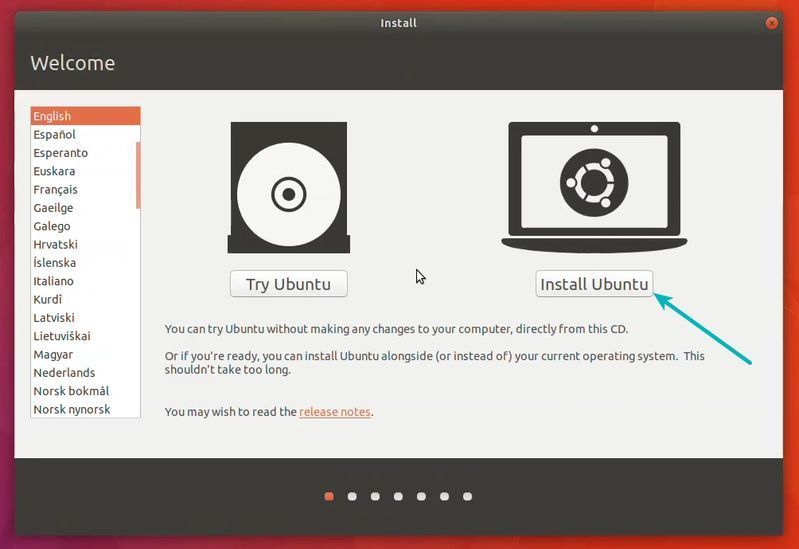 Install
Welcome
English
Español
Esperanto
Euskara
Français
Gaeilge
Galego
Hrvatski
Íslenska
Italiano
Kurdî
Latviski
Lietuviškai
Magyar
Nederlands
Norsk bokmål
Norsk nynorsk
Try Ubuntu
Install Ubuntu
You can try Ubuntu without making any changes to your computer, directly from this CD.
Or if you're ready, you can install Ubuntu alongside (or instead of) your current operating system. This
shouldn't take too long.
You may wish to read the release notes.